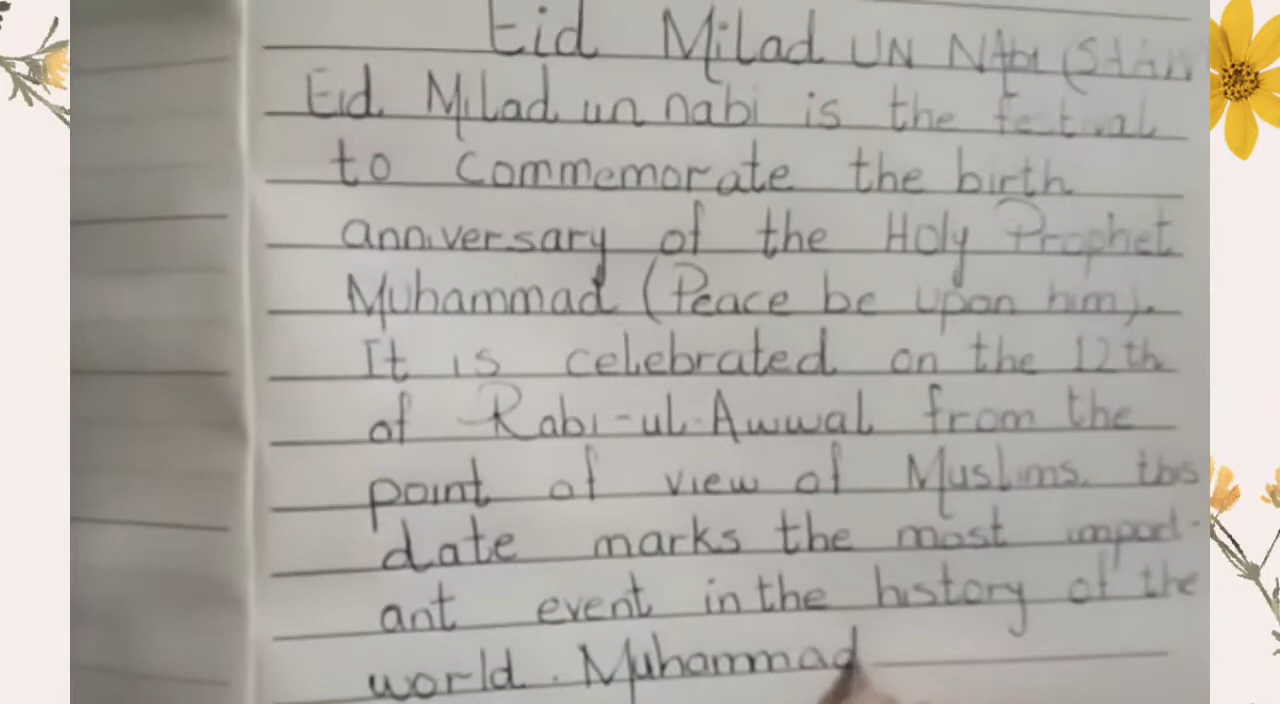 Eid Milad UN Nabi (SAAW
Eid Milad un nabi is the festival
to commemorate the birth
anniversary of the Holy Prophet
Muhammad (Peace be upon him).
It is celebrated on the 12th
of Rabi-ul-Awwal from the
point of view of Muslims. this
date marks the most import-
ant event in the history of the
world. Muhammad